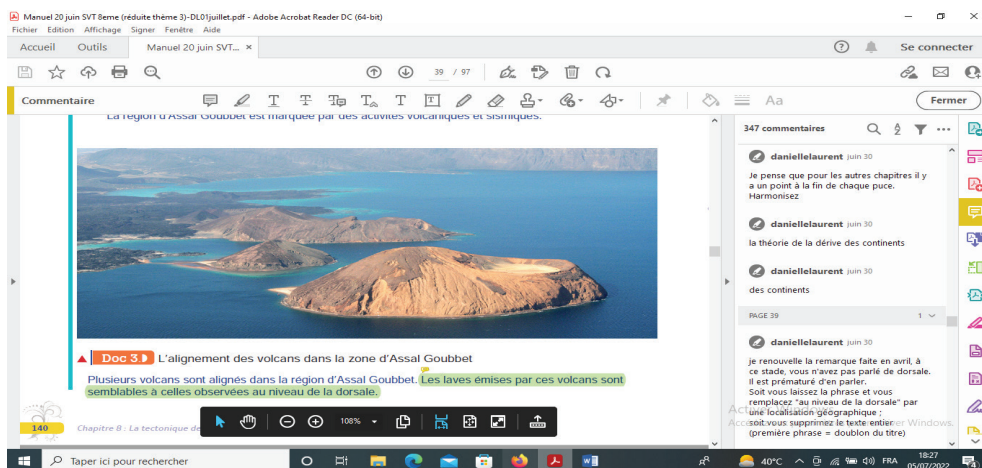 Manuel 20 juin SVT 8eme (réduite thème 3)-DL01juillet.pdf - Adobe Acrobat Reader DC (64-bit)
Fichier Edition Affichage Signer Fenêtre Aide
Accueil Outils Manuel 20 juin SVT... × Se connecter
39 / 97
Commentaire Aa Fermer
La région d'Assal Goubbet est marquée par des activités volcaniques et sismiques.
Doc 3 L'alignement des volcans dans la zone d'Assal Goubbet
Plusieurs volcans sont alignés dans la région d'Assal Goubbet. Les laves émises par ces volcans sont
semblables à celles observées au niveau de la dorsale.
140 Chapitre 8 : La tectonique de
108%
347 commentaires
daniellelaurent juin 30
Je pense que pour les autres chapitres il y
a un point à la fin de chaque puce.
Harmonisez
daniellelaurent juin 30
la théorie de la dérive des continents
daniellelaurent juin 30
des continents
PAGE 39 1
daniellelaurent juin 30
je renouvelle la remarque faite en avril, à
ce stade, vous n'avez pas parlé de dorsale.
Il est prématuré d'en parler.
Soit vous laissez la phrase et vous
remplacez "au niveau de la dorsale" par
une localisation géographique ;
soit vous supprimez le texte entier
(première phrase = doublon du titre)
Activer Windows
Taper ici pour rechercher
40°C FRA 18:27
05/07/2022